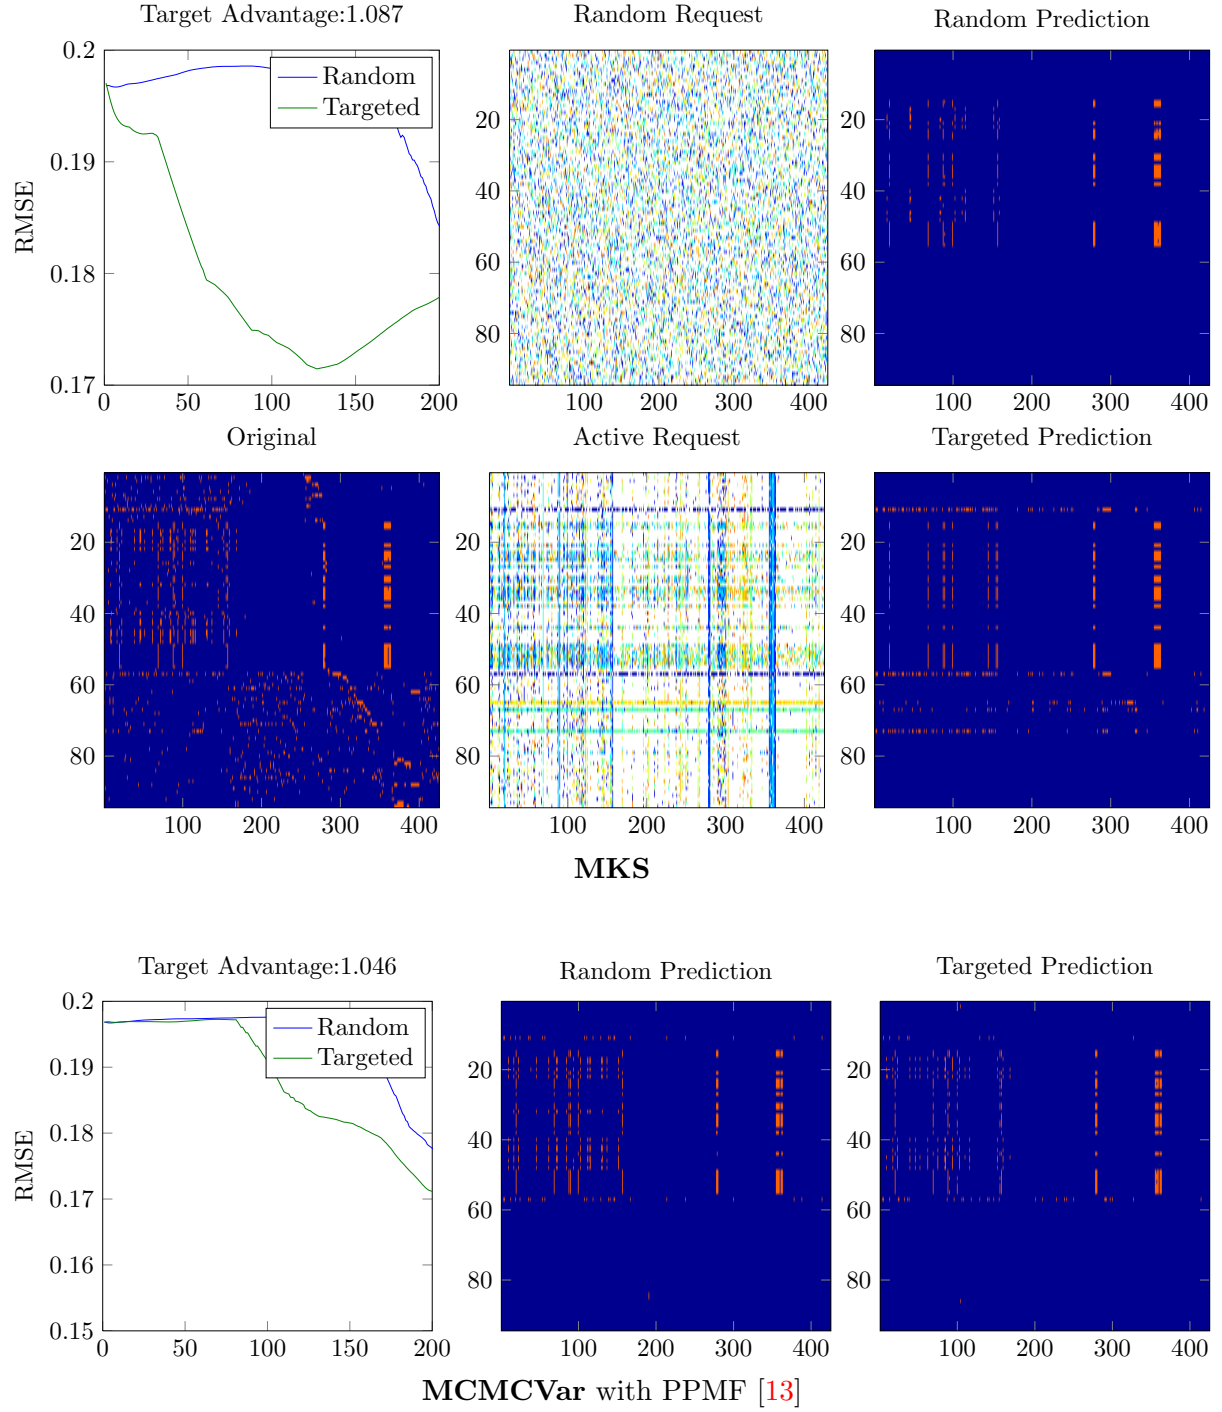 Target Advantage:1.087
Random Request
Random Prediction
0.2
0.19
0.18
0.17
RMSE
Random
Targeted
0 50 100 150 200
20
40
60
80
100 200 300 400
20
40
60
80
100 200 300 400
Original
Active Request
Targeted Prediction
20
40
60
80
100 200 300 400
20
40
60
80
100 200 300 400
20
40
60
80
100 200 300 400
MKS
Target Advantage:1.046
Random Prediction
Targeted Prediction
0.2
0.19
0.18
0.17
0.16
0.15
RMSE
Random
Targeted
0 50 100 150 200
20
40
60
80
100 200 300 400
20
40
60
80
100 200 300 400
MCMCVar with PPMF [13]